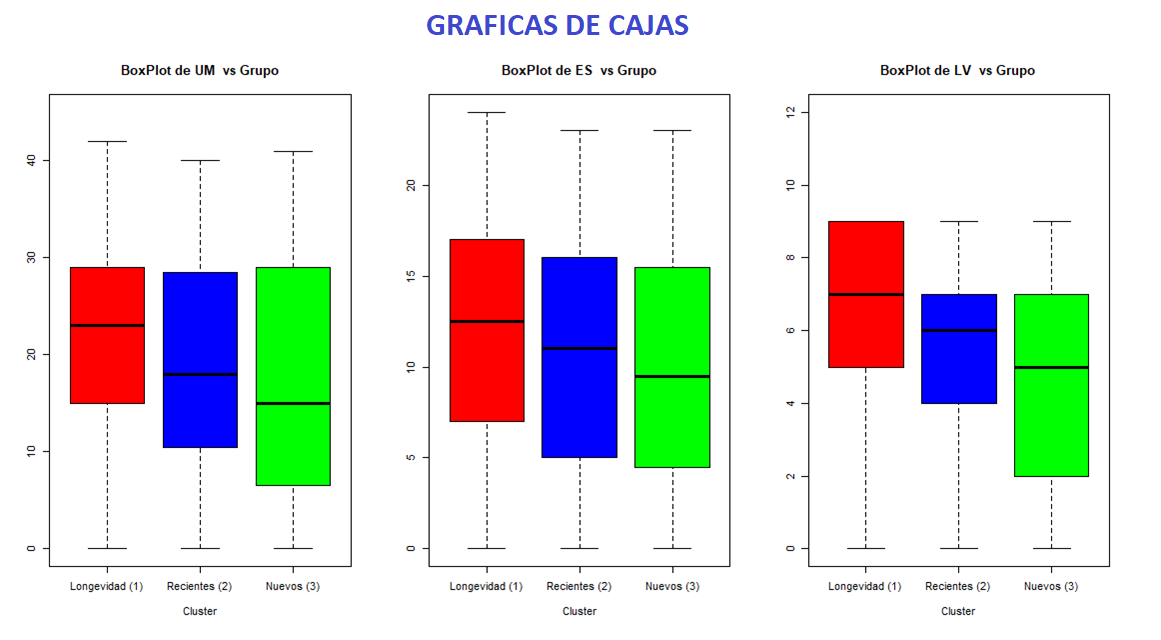 GRAFICAS DE CAJAS
BoxPlot de UM  vs Grupo
40
30
20
10
0
Longevidad (1) Recientes (2) Nuevos (3)
Cluster
BoxPlot de ES  vs Grupo
20
15
10
5
0
Longevidad (1) Recientes (2) Nuevos (3)
Cluster
BoxPlot de LV  vs Grupo
12
10
8
6
4
2
0
Longevidad (1) Recientes (2) Nuevos (3)
Cluster